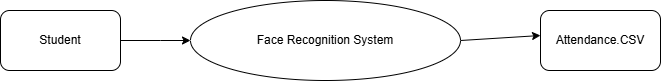 Student
Face Recognition System
Attendance.CSV